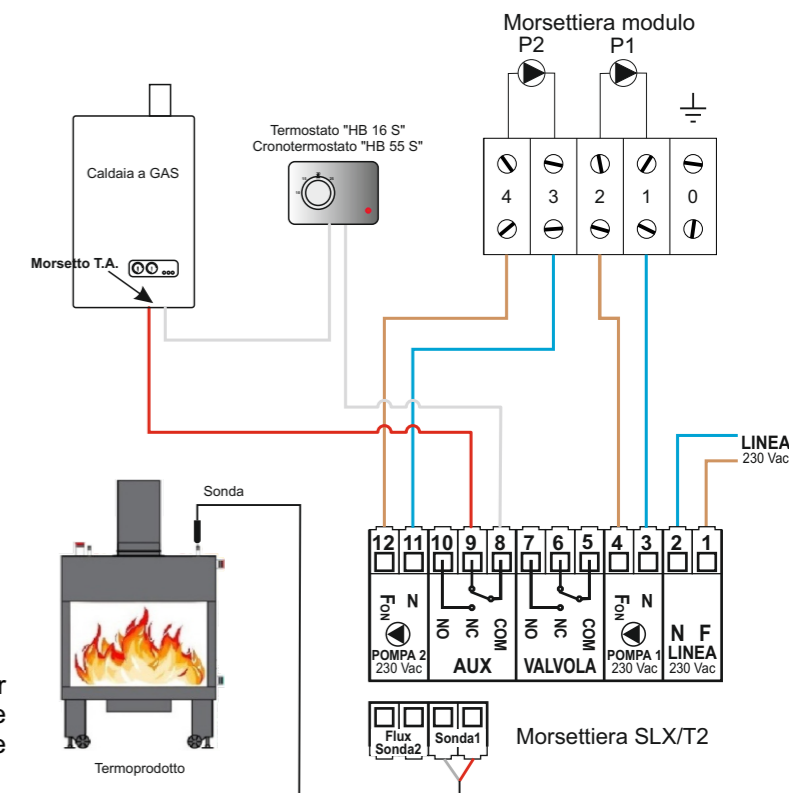 Morsettiera modulo
P2 P1
Termostato "HB 16 S"
Cronotermostato "HB 55 S"
Caldaia a GAS
4 3 2 1 0
Morsetto T.A.
LINEA
230 Vac
Sonda
12 11 10 9 8 7 6 5 4 3 2 1
FON N NO NC COM NO NC COM FON N N F
POMPA 2 AUX VALVOLA POMPA 1 LINEA
230 Vac 230 Vac 230 Vac
r
e
e
Flux
Sonda2
Sonda1
Morsettiera SLX/T2
Termoprodotto